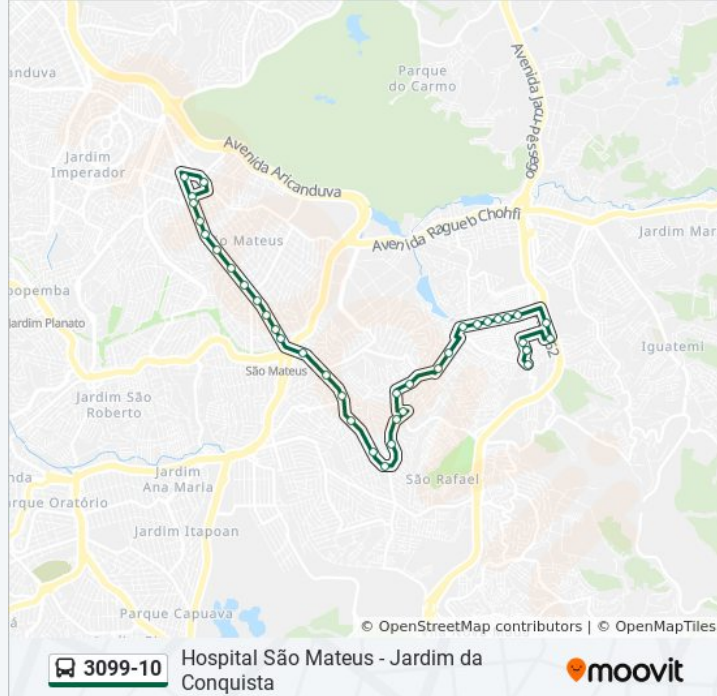 anduva
Parque
do Carmo
Avenida Jacu-Pêssego
Avenida Aricanduva
Jardim
Imperador
o Mateus
Avenida Ragueb Chohfi
Jardim Mar
opemba
Jardim Planato
São Mateus
Iguatemi
62
Jardim São
Roberto
Jardim
Ana Maria
nda
arque Oratório
São Rafael
Jardim Itapoan
Parque Capuava
© OpenStreetMap contributors | © OpenMapTiles
3099-10
Hospital São Mateus - Jardim da
Conquista
moovit